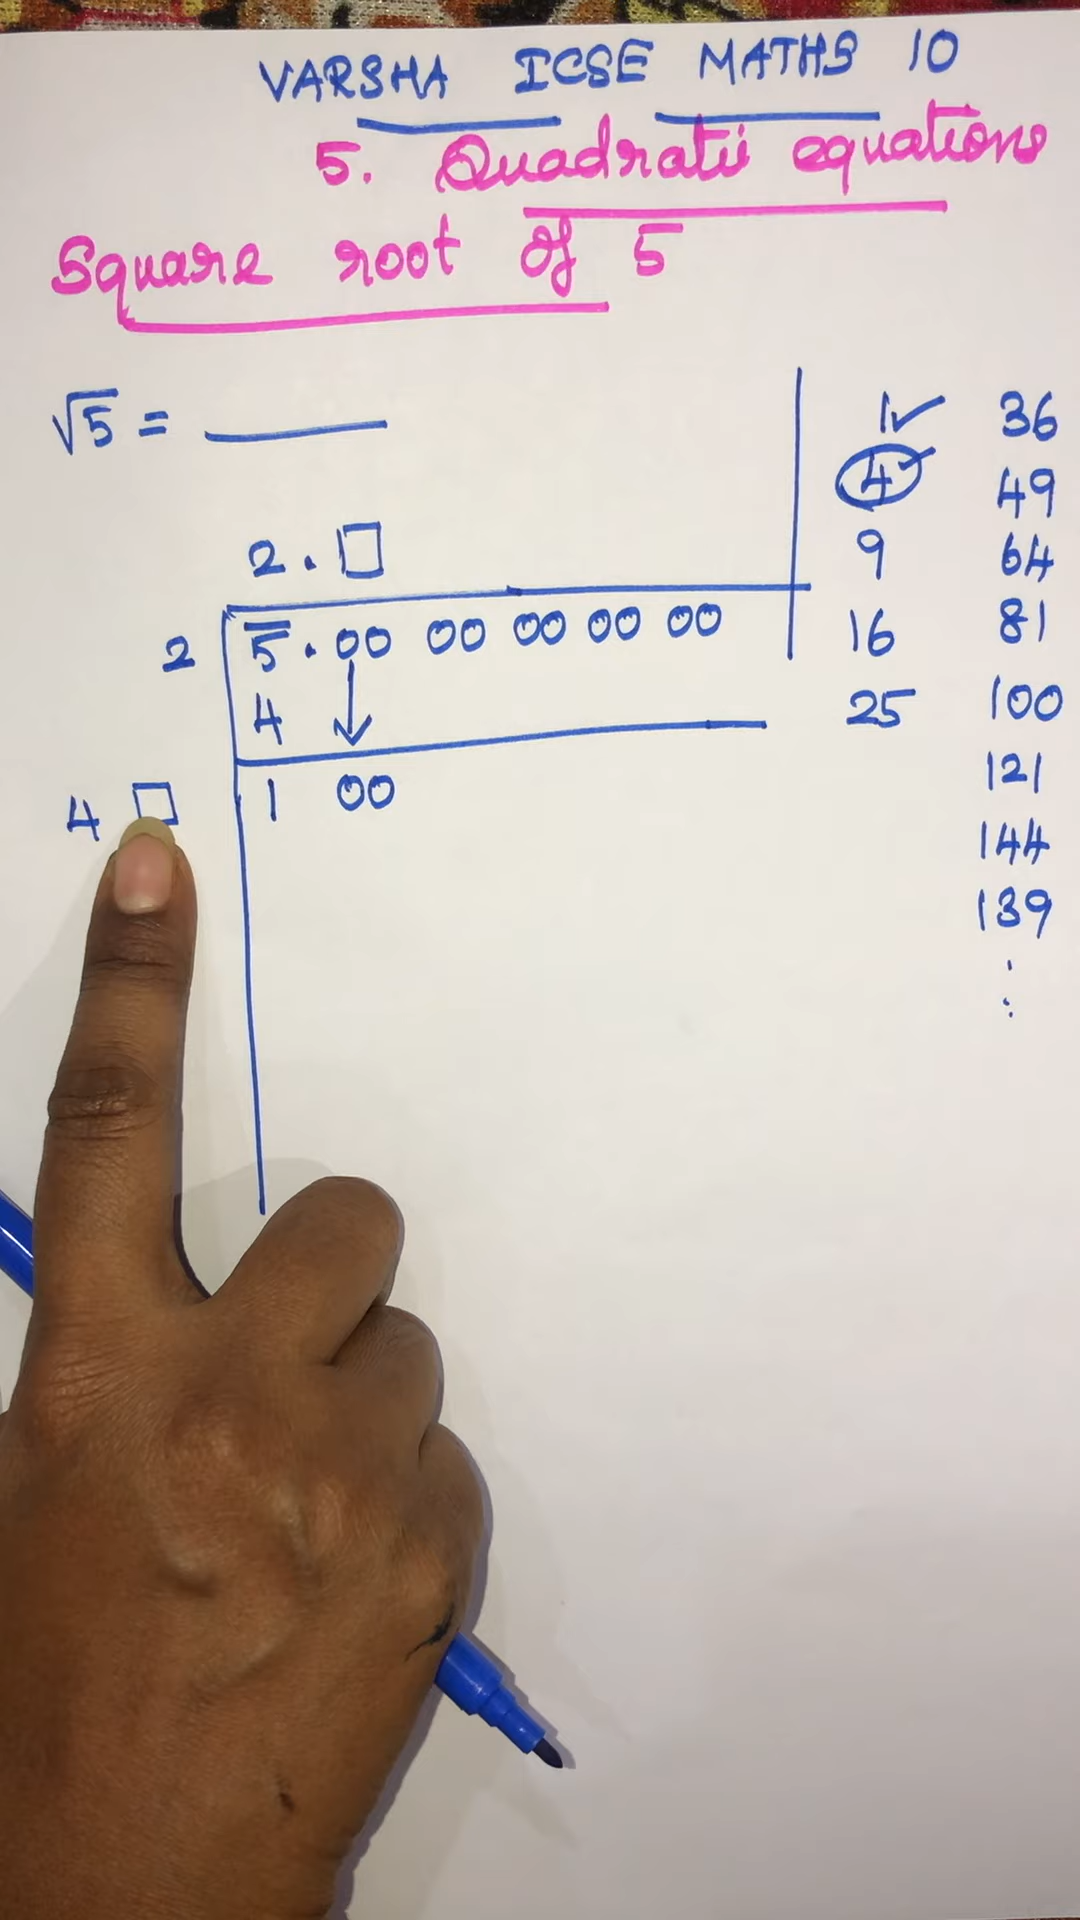 VARSHA ICSE MATHS 10
5. Quadratic equations
Square root of 5
√5 =
2 . □
2 5 . 00 00 00 00 00
4
4 □ 1 00
1✓ 36
4✓ 49
9 64
16 81
25 100
121
144
139